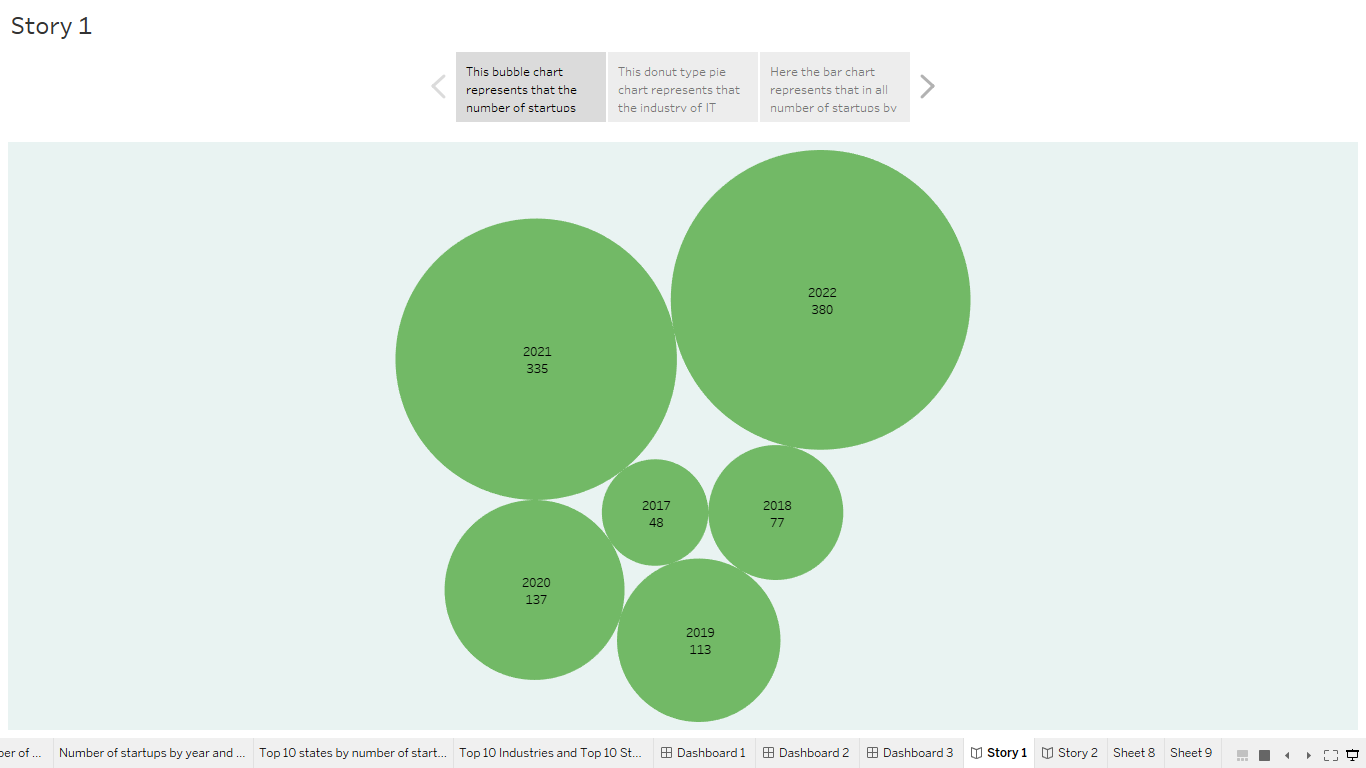 Story 1
This bubble chart
represents that the
number of startups
This donut type pie
chart represents that
the industry of IT
Here the bar chart
represents that in all
number of startups by
2022
380
2021
335
2017
48
2018
77
2020
137
2019
113
ber of ...
Number of startups by year and ...
Top 10 states by number of start...
Top 10 Industries and Top 10 St...
Dashboard 1
Dashboard 2
Dashboard 3
Story 1
Story 2
Sheet 8
Sheet 9